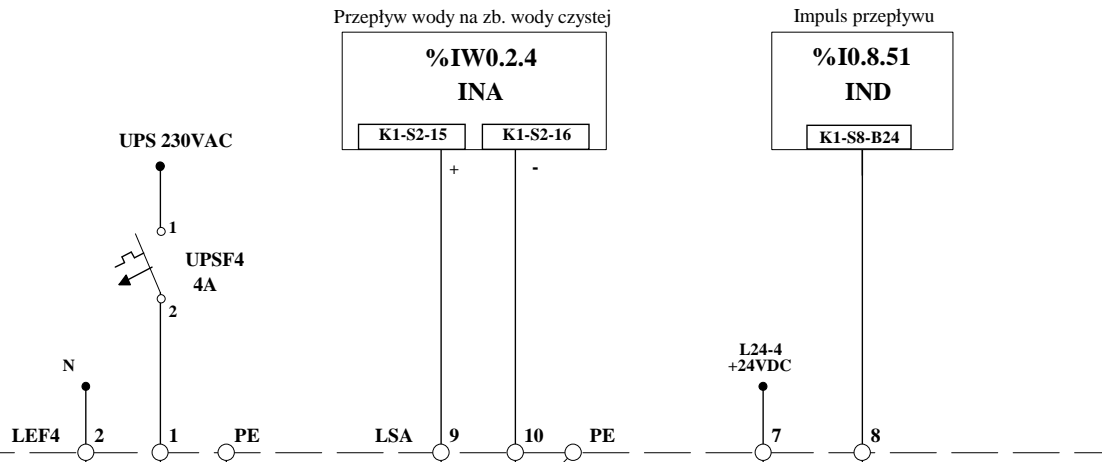 Przepływ wody na zb. wody czystej
Impuls przepływu
%IW0.2.4
INA
%I0.8.51
IND
K1-S2-15
K1-S2-16
K1-S8-B24
UPS 230VAC
+
-
1
UPSF4
4A
2
L24-4
+24VDC
N
LEF4
2
1
PE
LSA
9
10
PE
7
8